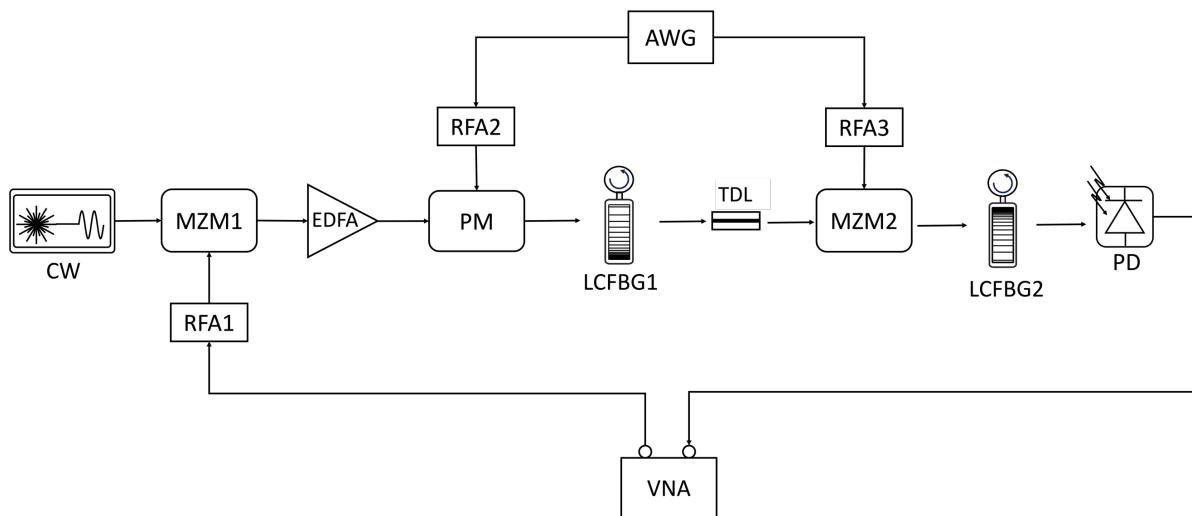 AWG
RFA2
RFA3
CW
MZM1
EDFA
PM
LCFBG1
TDL
MZM2
LCFBG2
PD
RFA1
VNA